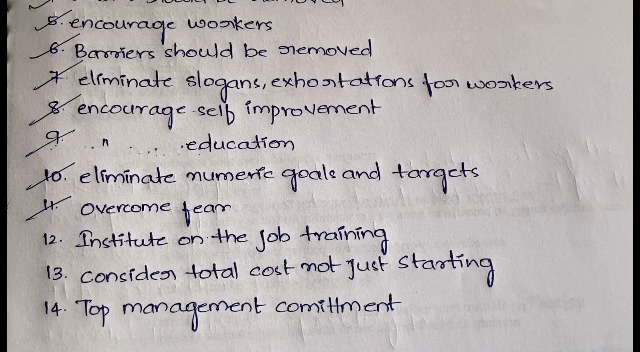 5. encourage workers
6. Barriers should be removed
7. eliminate slogans, exhortations for workers
8. encourage self improvement
9. " .... education
10. eliminate numeric goals and targets
11. overcome fear
12. Institute on the job training
13. consider total cost not just starting
14. Top management comittment